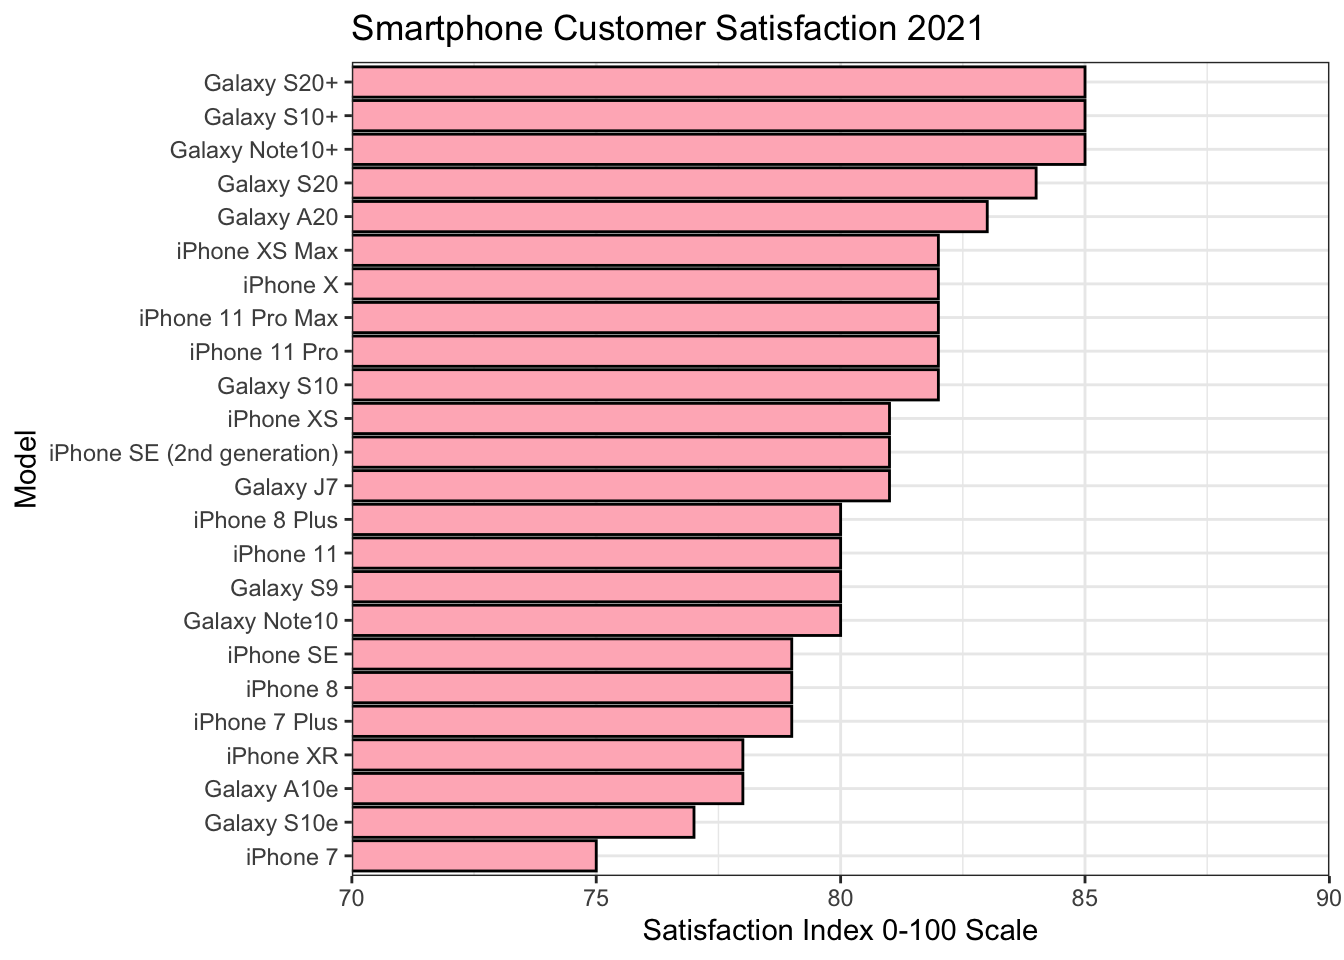 Smartphone Customer Satisfaction 2021
Galaxy S20+
Galaxy S10+
Galaxy Note10+
Galaxy S20
Galaxy A20
iPhone XS Max
iPhone X
iPhone 11 Pro Max
iPhone 11 Pro
Galaxy S10
iPhone XS
iPhone SE (2nd generation)
Galaxy J7
iPhone 8 Plus
iPhone 11
Galaxy S9
Galaxy Note10
iPhone SE
iPhone 8
iPhone 7 Plus
iPhone XR
Galaxy A10e
Galaxy S10e
iPhone 7
Model
70 75 80 85 90
Satisfaction Index 0-100 Scale